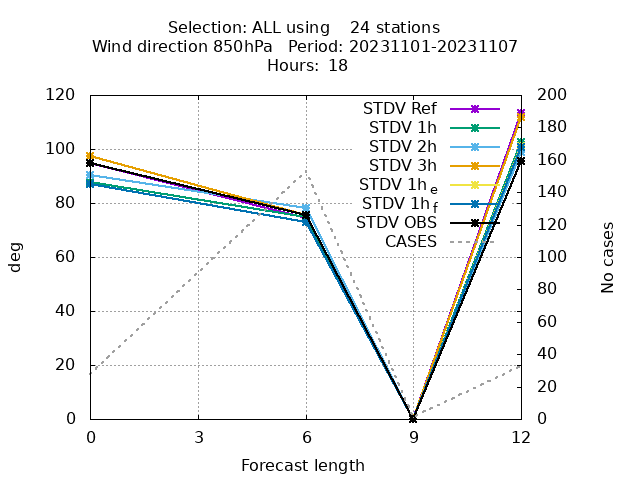 Selection: ALL using    24 stations
Wind direction 850hPa   Period: 20231101-20231107
Hours: 18
120
100
80
60
40
20
0
200
180
160
140
120
100
80
60
40
20
0
deg
No cases
STDV Ref
STDV 1h
STDV 2h
STDV 3h
STDV 1h e
STDV 1h f
STDV OBS
CASES
0 3 6 9 12
Forecast length